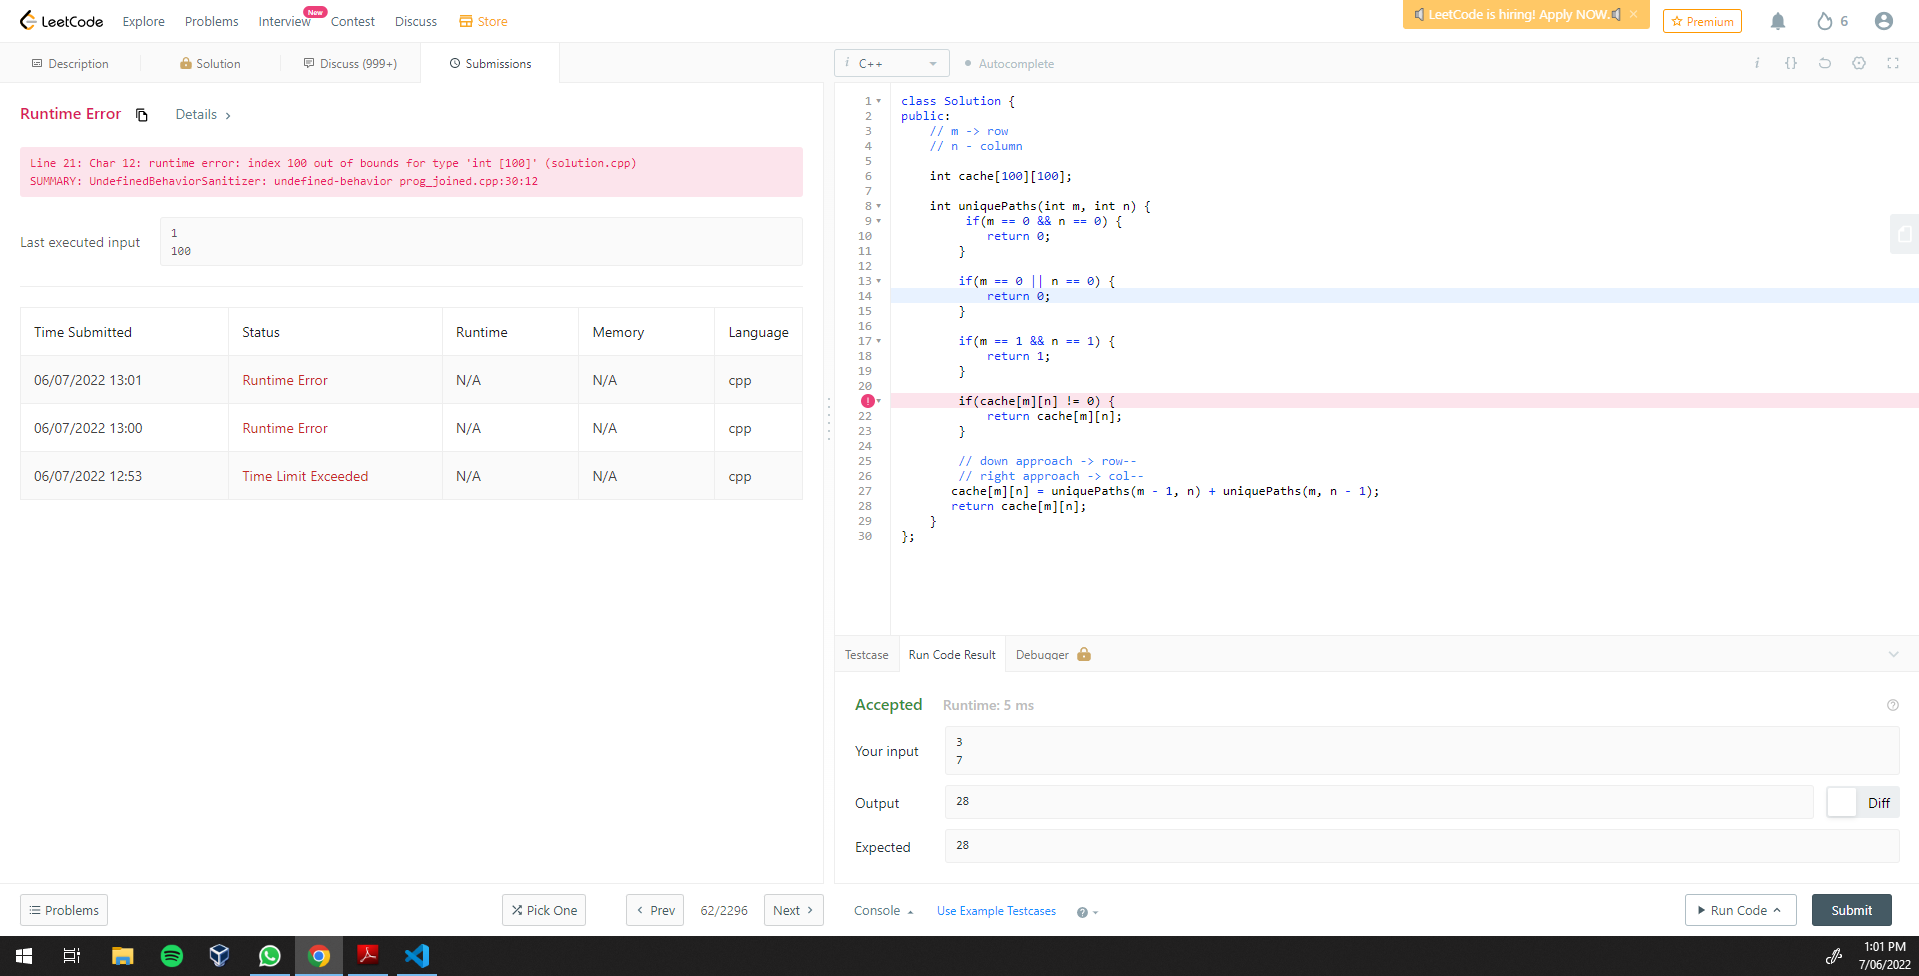 LeetCode
Explore
Problems
Interview
New
Contest
Discuss
Store
LeetCode is hiring! Apply NOW.
Premium
6
Description
Solution
Discuss (999+)
Submissions
i C++
Autocomplete
Runtime Error
Details
Line 21: Char 12: runtime error: index 100 out of bounds for type 'int [100]' (solution.cpp)
SUMMARY: UndefinedBehaviorSanitizer: undefined-behavior prog_joined.cpp:30:12
Last executed input
1
100
Time Submitted Status Runtime Memory Language
06/07/2022 13:01 Runtime Error N/A N/A cpp
06/07/2022 13:00 Runtime Error N/A N/A cpp
06/07/2022 12:53 Time Limit Exceeded N/A N/A cpp
1 class Solution {
2 public:
3 // m -> row
4 // n - column
5
6 int cache[100][100];
7
8 int uniquePaths(int m, int n) {
9 if(m == 0 && n == 0) {
10 return 0;
11 }
12
13 if(m == 0 || n == 0) {
14 return 0;
15 }
16
17 if(m == 1 && n == 1) {
18 return 1;
19 }
20
if(cache[m][n] != 0) {
22 return cache[m][n];
23 }
24
25 // down approach -> row--
26 // right approach -> col--
27 cache[m][n] = uniquePaths(m - 1, n) + uniquePaths(m, n - 1);
28 return cache[m][n];
29 }
30 };
Testcase
Run Code Result
Debugger
Accepted
Runtime: 5 ms
Your input
3
7
Output
28
Diff
Expected
28
Problems
Pick One
Prev
62/2296
Next
Console
Use Example Testcases
Run Code
Submit
1:01 PM
7/06/2022